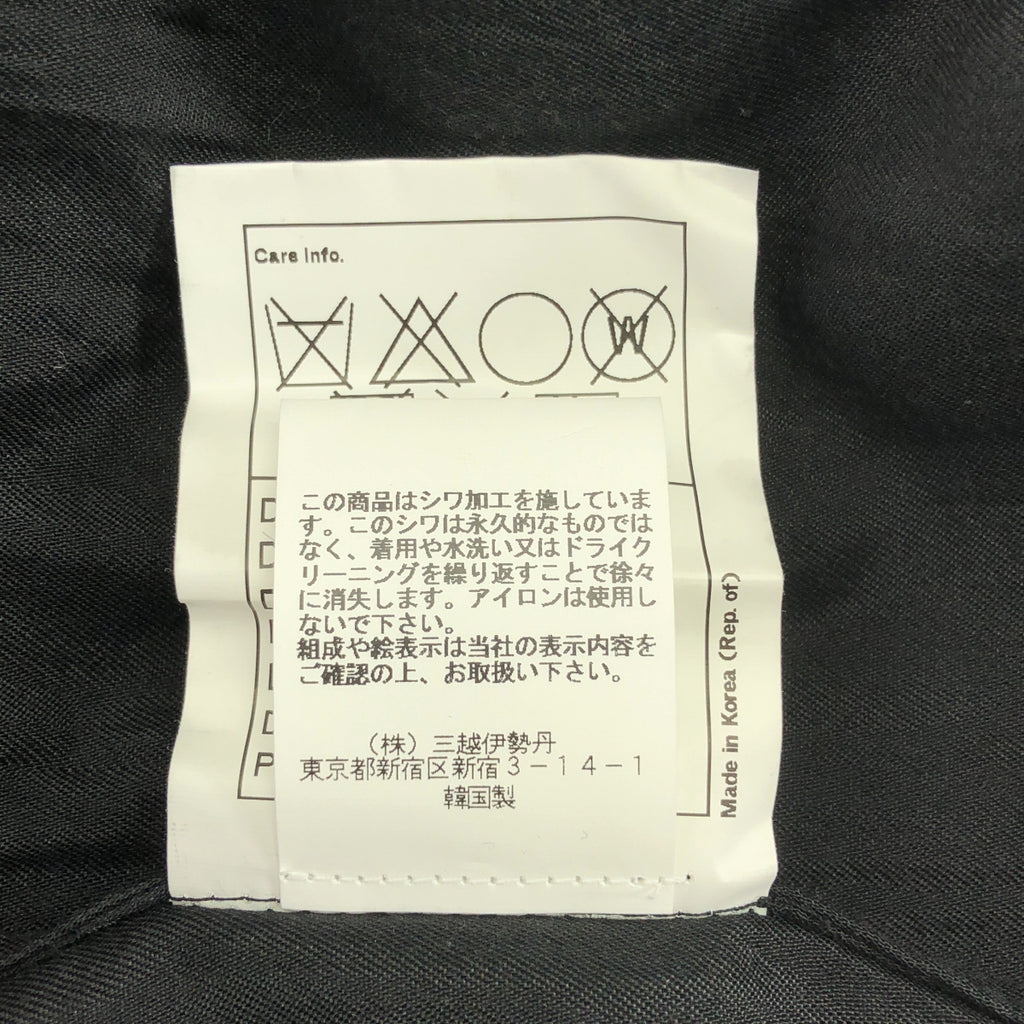 Care Info.
W
この商品はシワ加工を施していま
す。このシワは永久的なものでは
なく、着用や水洗い又はドライク
リーニングを繰り返すことで徐々
に消失します。アイロンは使用し
ないで下さい。
組成や絵表示は当社の表示内容を
ご確認の上、お取扱い下さい。
（株）三越伊勢丹
東京都新宿区新宿３－１４－１
韓国製
Made in Korea (Rep. of)